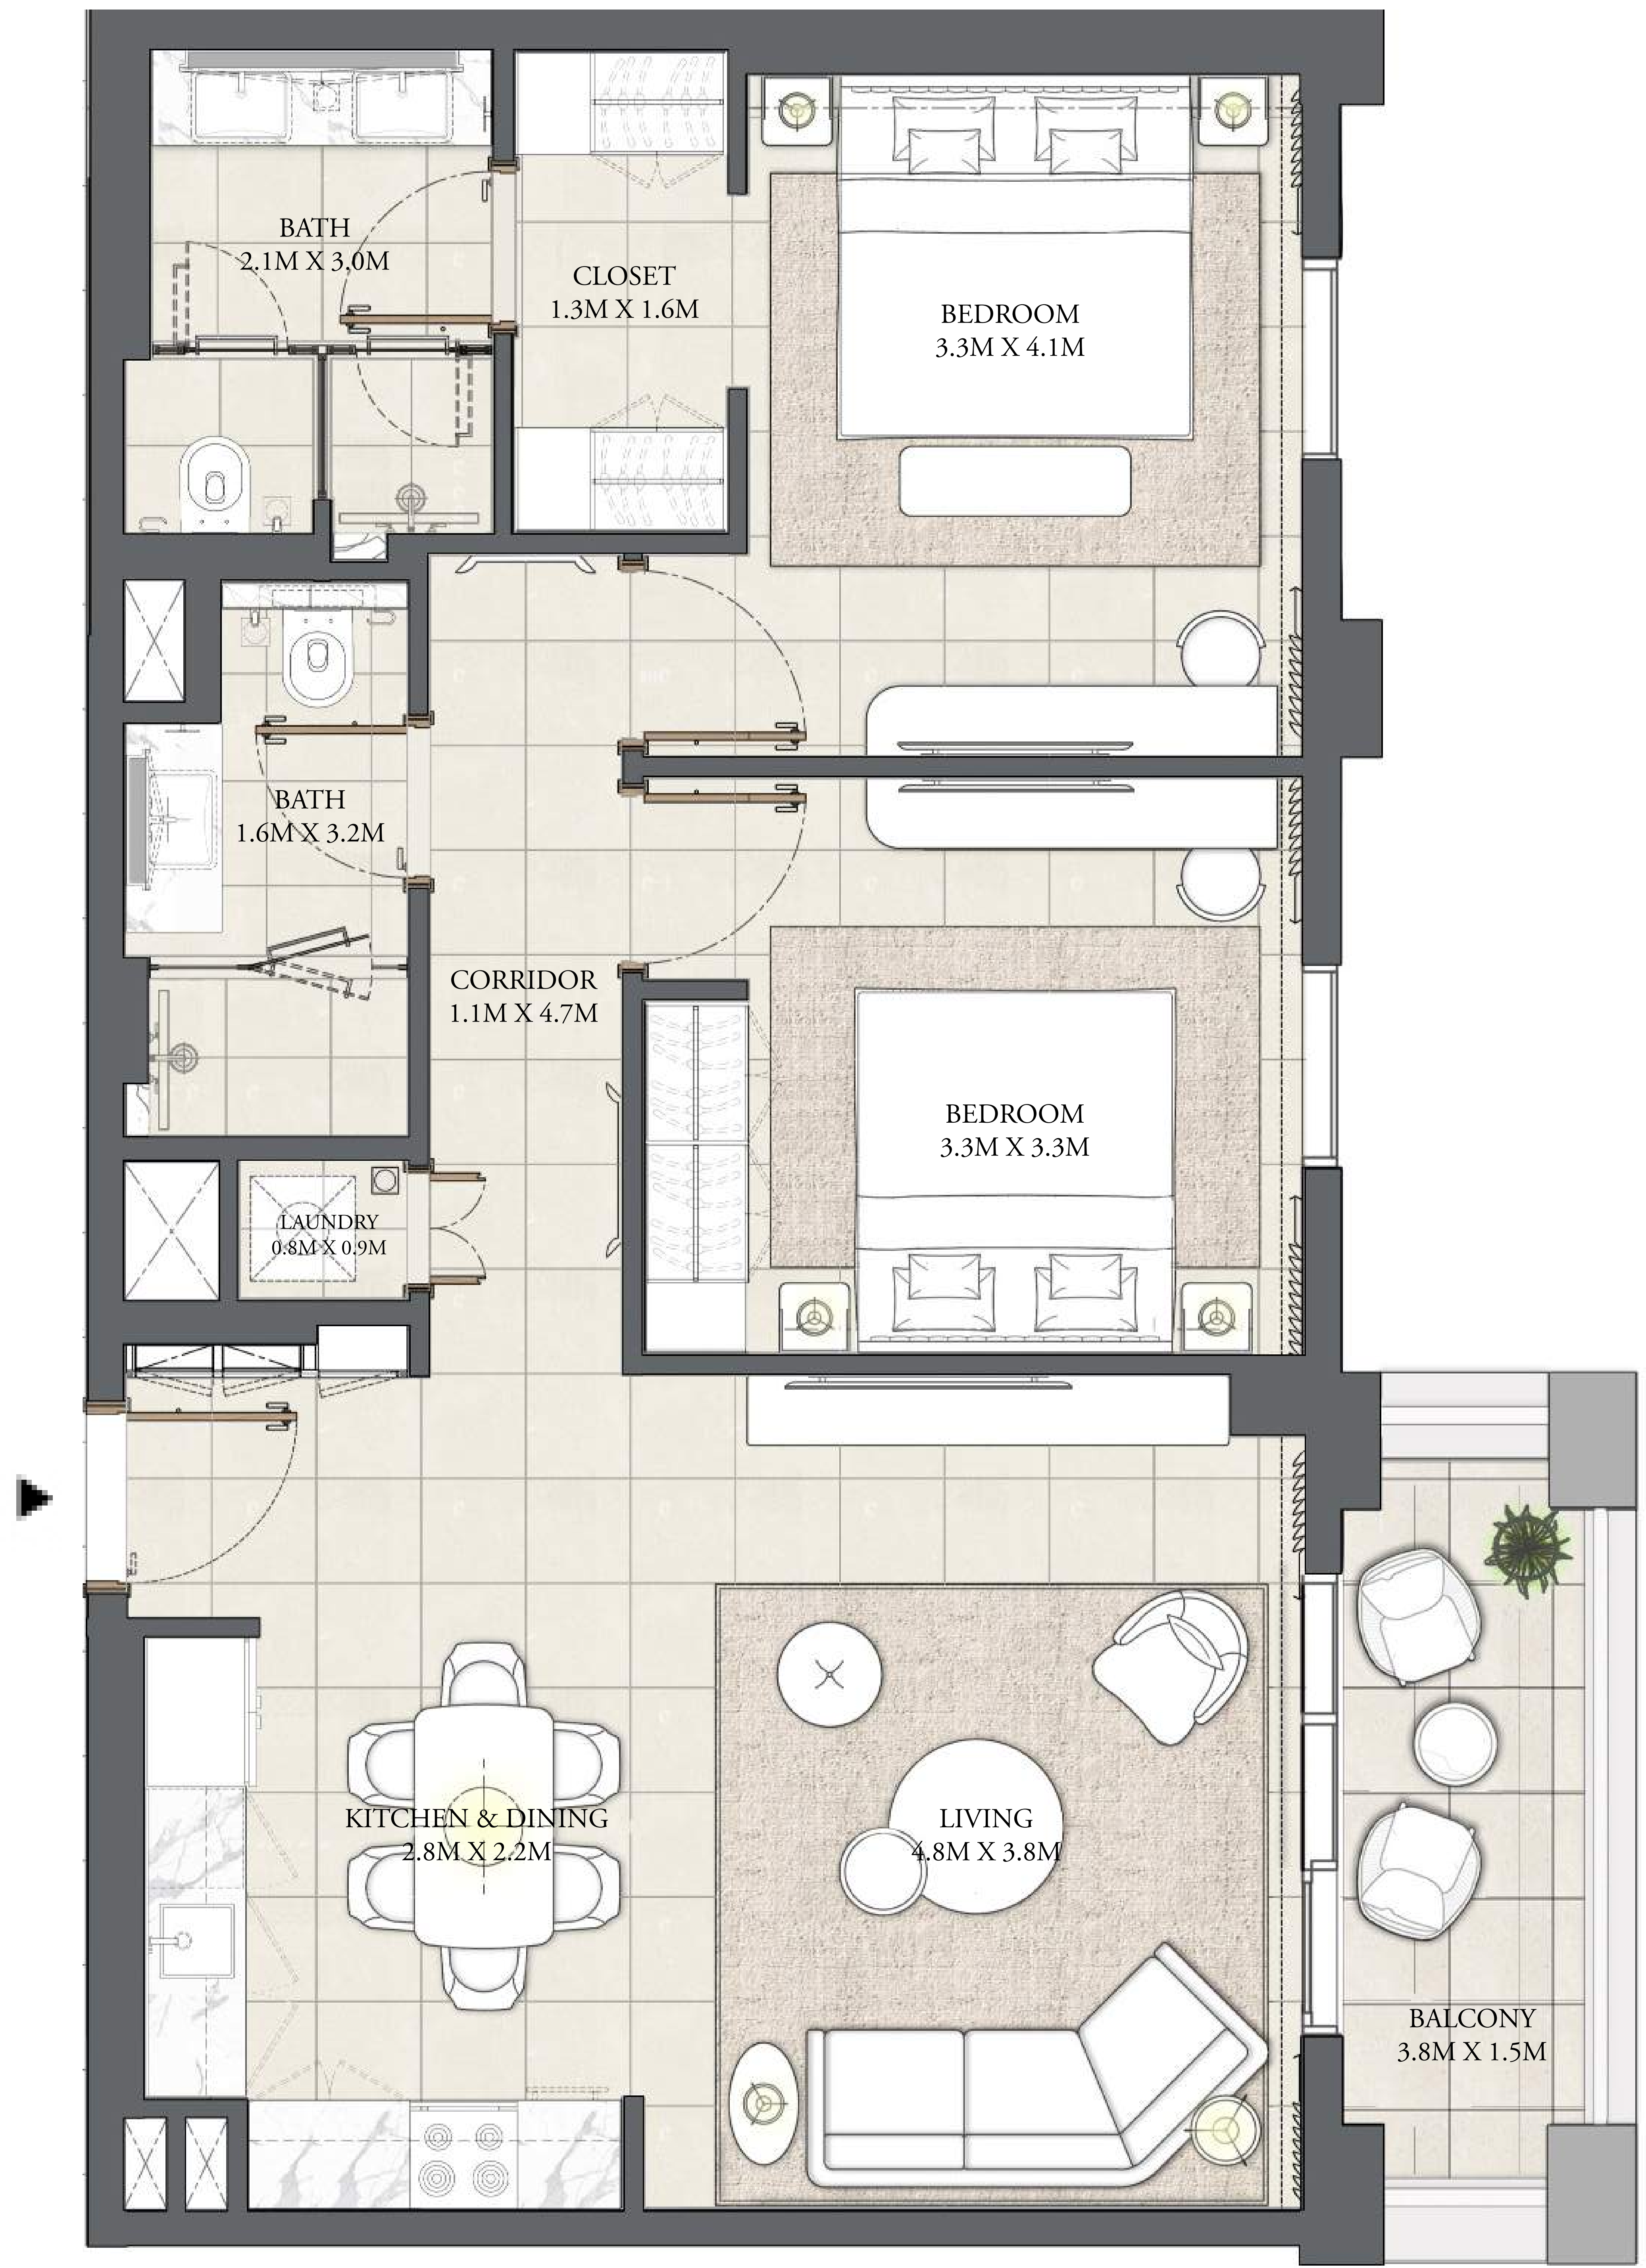 BATH
2.1M X 3.0M
CLOSET
1.3M X 1.6M
BEDROOM
3.3M X 4.1M
BATH
1.6M X 3.2M
CORRIDOR
1.1M X 4.7M
BEDROOM
3.3M X 3.3M
LAUNDRY
0.8M X 0.9M
KITCHEN & DINING
2.8M X 2.2M
LIVING
4.8M X 3.8M
BALCONY
3.8M X 1.5M